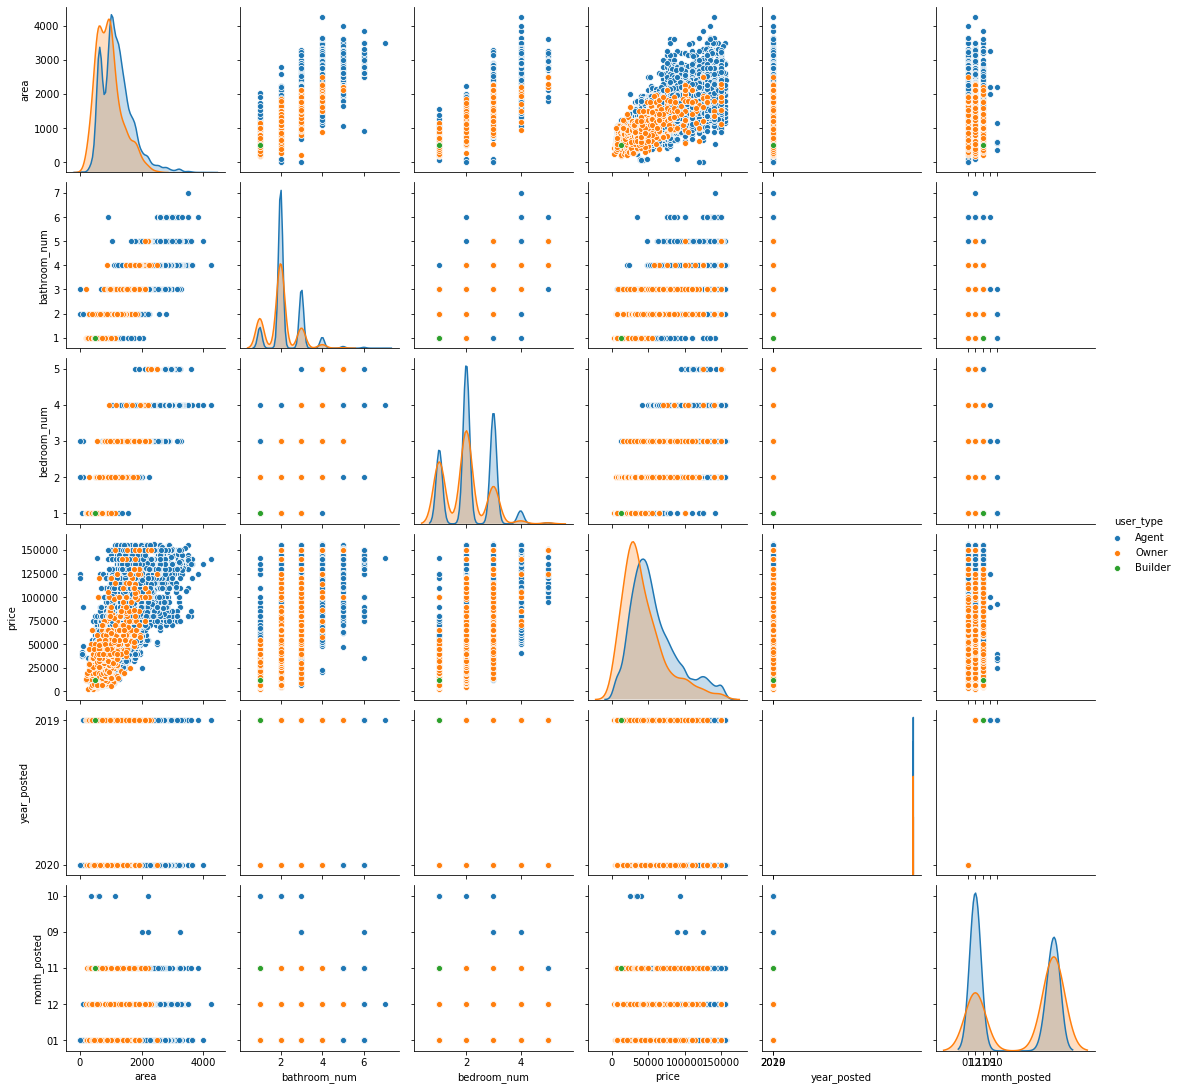 4000
3000
2000
1000
0
area
7
6
5
4
3
2
1
bathroom_num
5
4
3
2
1
bedroom_num
user_type
Agent
Owner
Builder
150000
125000
100000
75000
50000
25000
0
price
2019
2020
year_posted
10
09
11
12
01
month_posted
0 2000 4000 2 4 6 2 4 0 50000 100000 150000
area bathroom_num bedroom_num price year_posted month_posted